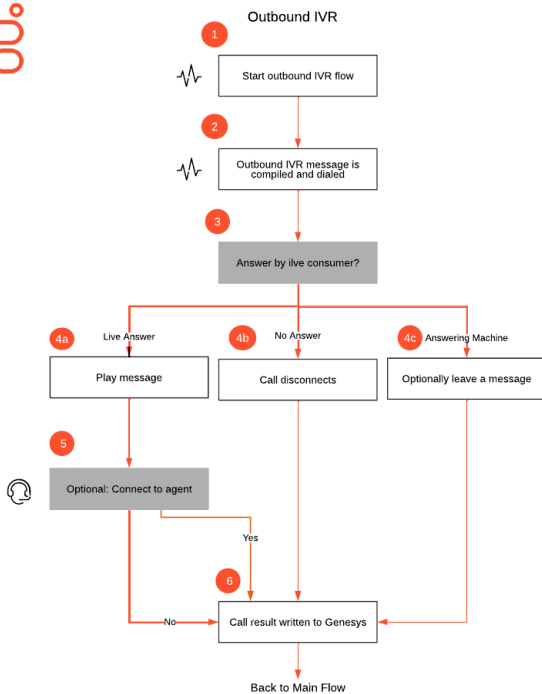 Outbound IVR
1
Start outbound IVR flow
2
Outbound IVR message is
compiled and dialed
3
Answer by ilve consumer?
4a
Live Answer
4b
No Answer
4c
Answering Machine
Play message
Call disconnects
Optionally leave a message
5
Optional: Connect to agent
Yes
6
No
Call result written to Genesys
Back to Main Flow